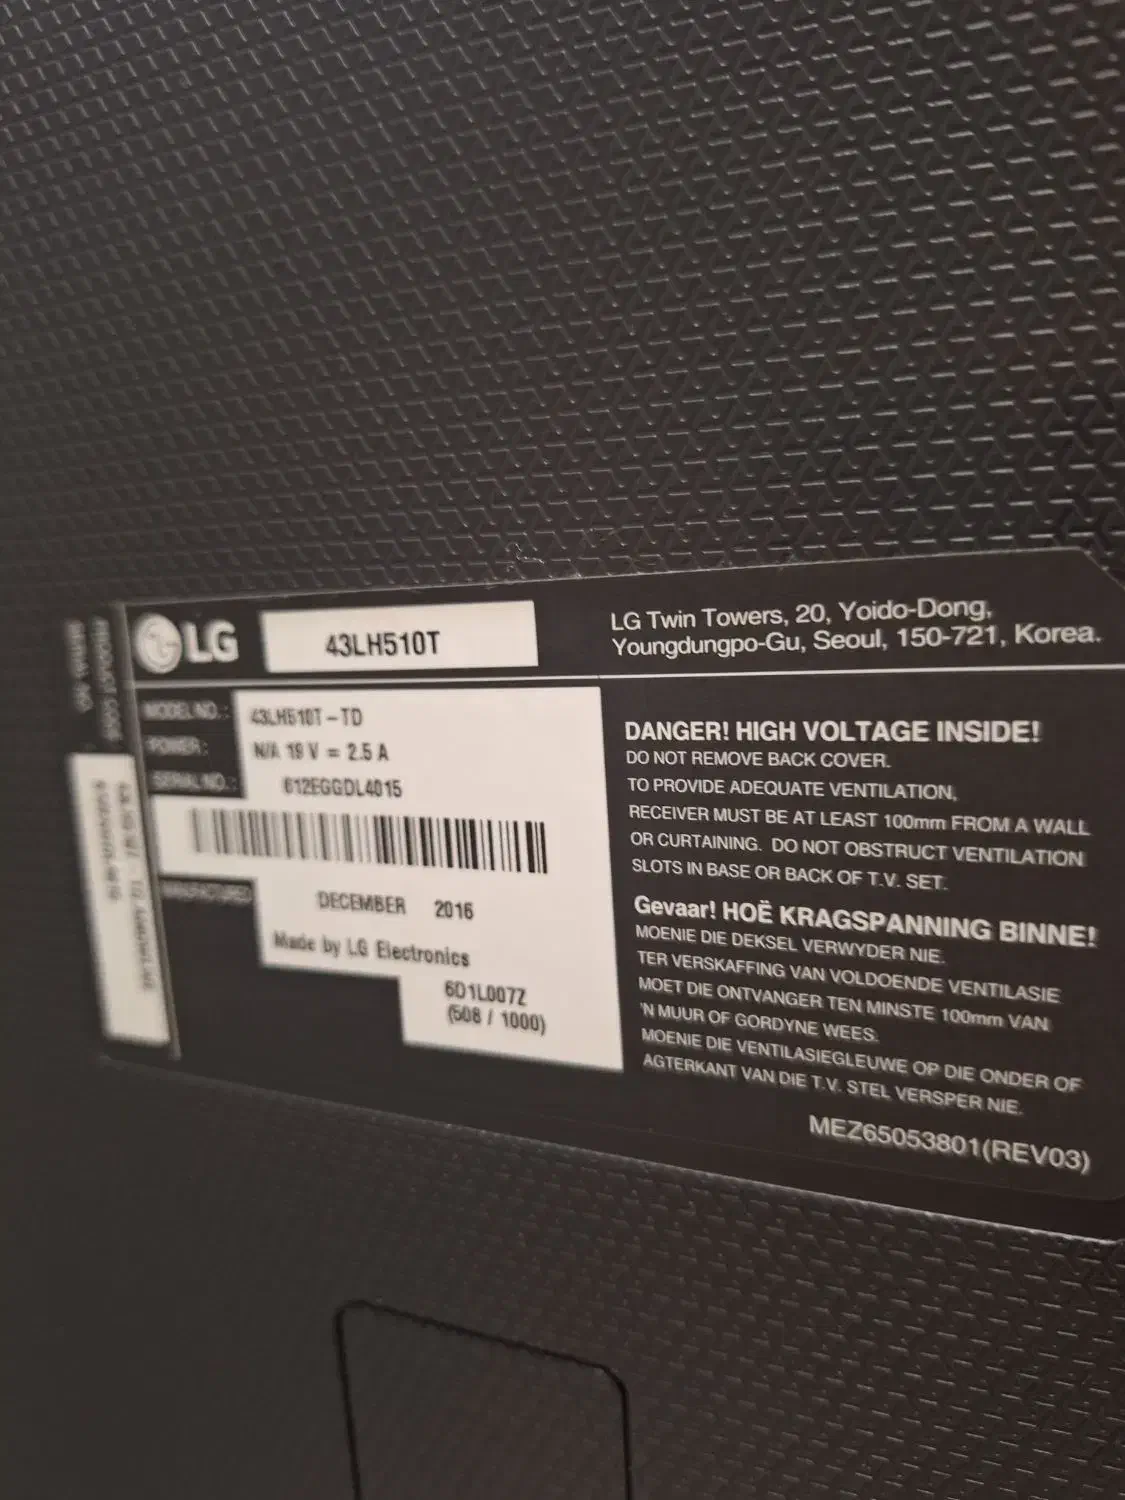 LG
43LH510T
LG Twin Towers, 20, Yoido-Dong,
Youngdungpo-Gu, Seoul, 150-721, Korea.
MODEL NO.:
43LH510T-TD
POWER:
N/A 19 V = 2.5 A
SERIAL NO.:
612EGGDL4015
MANUFACTURED
DECEMBER 2016
Made by LG Electronics
6D1L007Z
(508 / 1000)
DANGER! HIGH VOLTAGE INSIDE!
DO NOT REMOVE BACK COVER.
TO PROVIDE ADEQUATE VENTILATION,
RECEIVER MUST BE AT LEAST 100mm FROM A WALL
OR CURTAINING. DO NOT OBSTRUCT VENTILATION
SLOTS IN BASE OR BACK OF T.V. SET.
Gevaar! HOË KRAGSPANNING BINNE!
MOENIE DIE DEKSEL VERWYDER NIE.
TER VERSKAFFING VAN VOLDOENDE VENTILASIE
MOET DIE ONTVANGER TEN MINSTE 100mm VAN
'N MUUR OF GORDYNE WEES.
MOENIE DIE VENTILASIEGLEUWE OP DIE ONDER OF
AGTERKANT VAN DIE T.V. STEL VERSPER NIE.
MEZ65053801(REV03)
PRODUCT CODE
SERIAL NO.